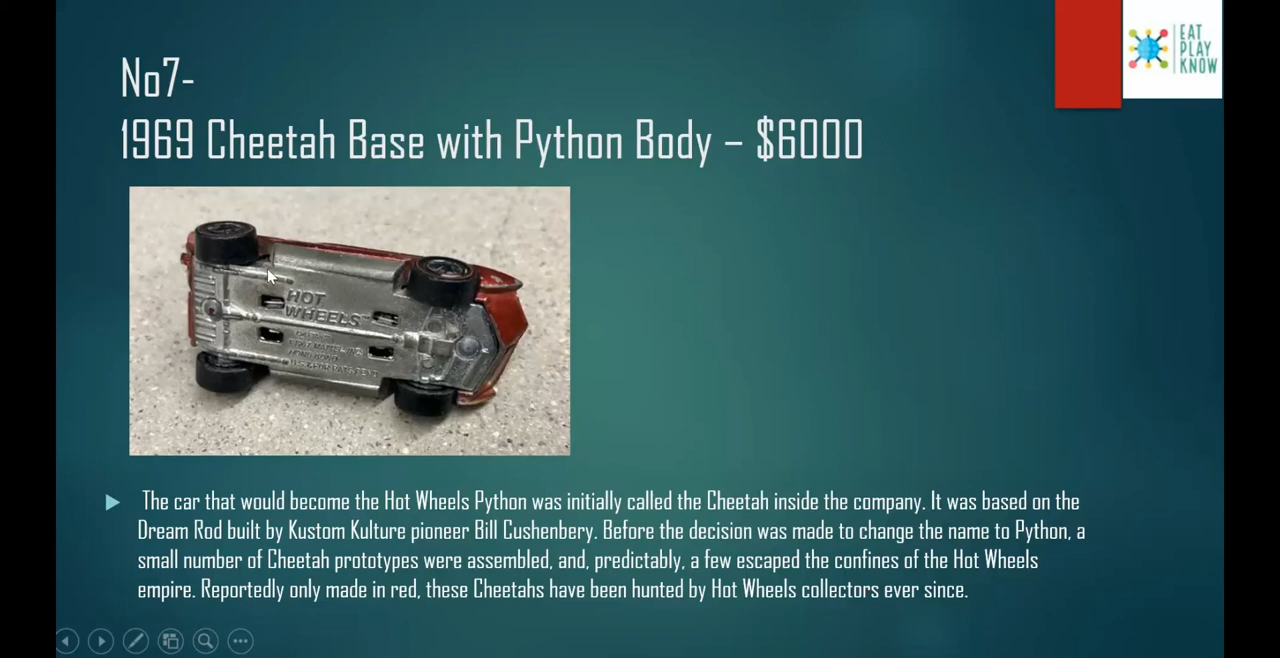 No7-
1969 Cheetah Base with Python Body – $6000
EAT
PLAY
KNOW
HOT
WHEELS
The car that would become the Hot Wheels Python was initially called the Cheetah inside the company. It was based on the
Dream Rod built by Kustom Kulture pioneer Bill Cushenbery. Before the decision was made to change the name to Python, a
small number of Cheetah prototypes were assembled, and, predictably, a few escaped the confines of the Hot Wheels
empire. Reportedly only made in red, these Cheetahs have been hunted by Hot Wheels collectors ever since.